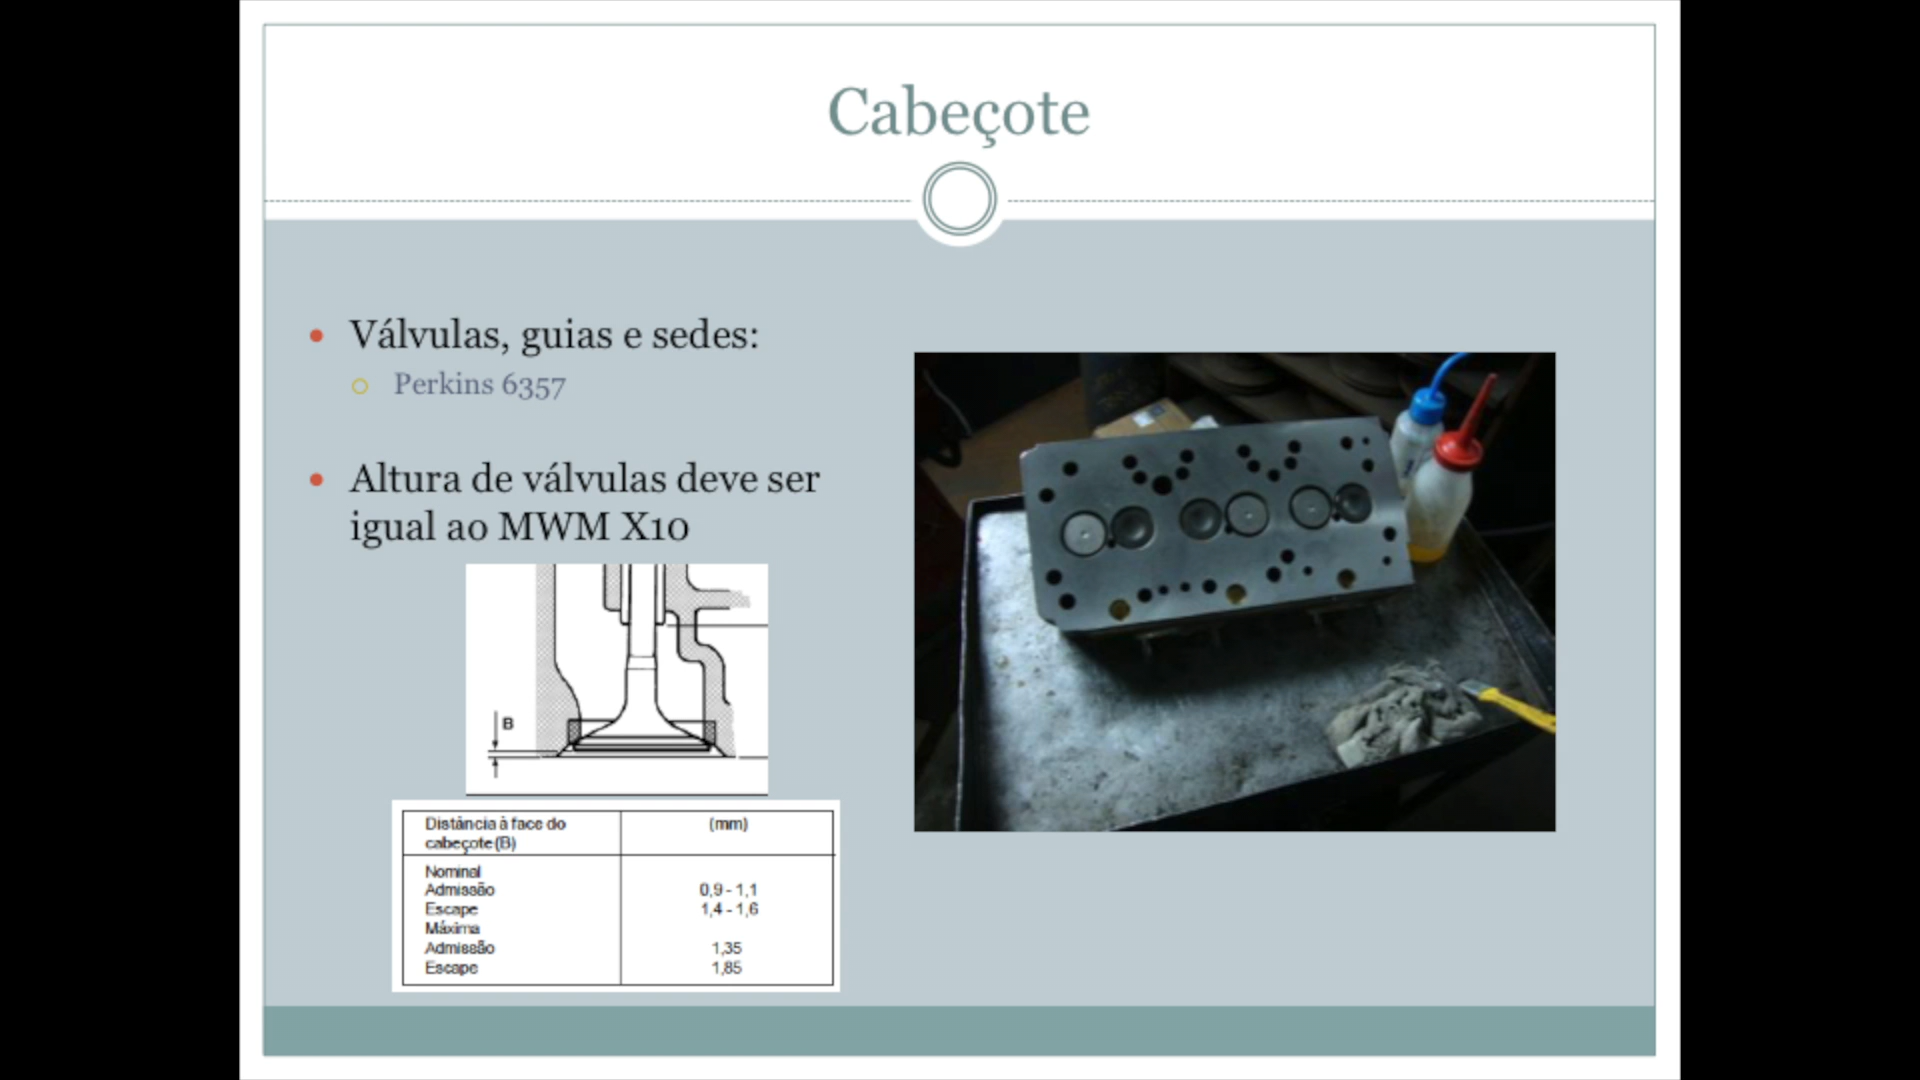 Cabeçote
Válvulas, guias e sedes:
Perkins 6357
Altura de válvulas deve ser
igual ao MWM X10
B
Distância à face do (mm)
cabeçote(B)
Nominal
Admissão 0,9 - 1,1
Escape 1,4 - 1,6
Máxima
Admissão 1,35
Escape 1,85